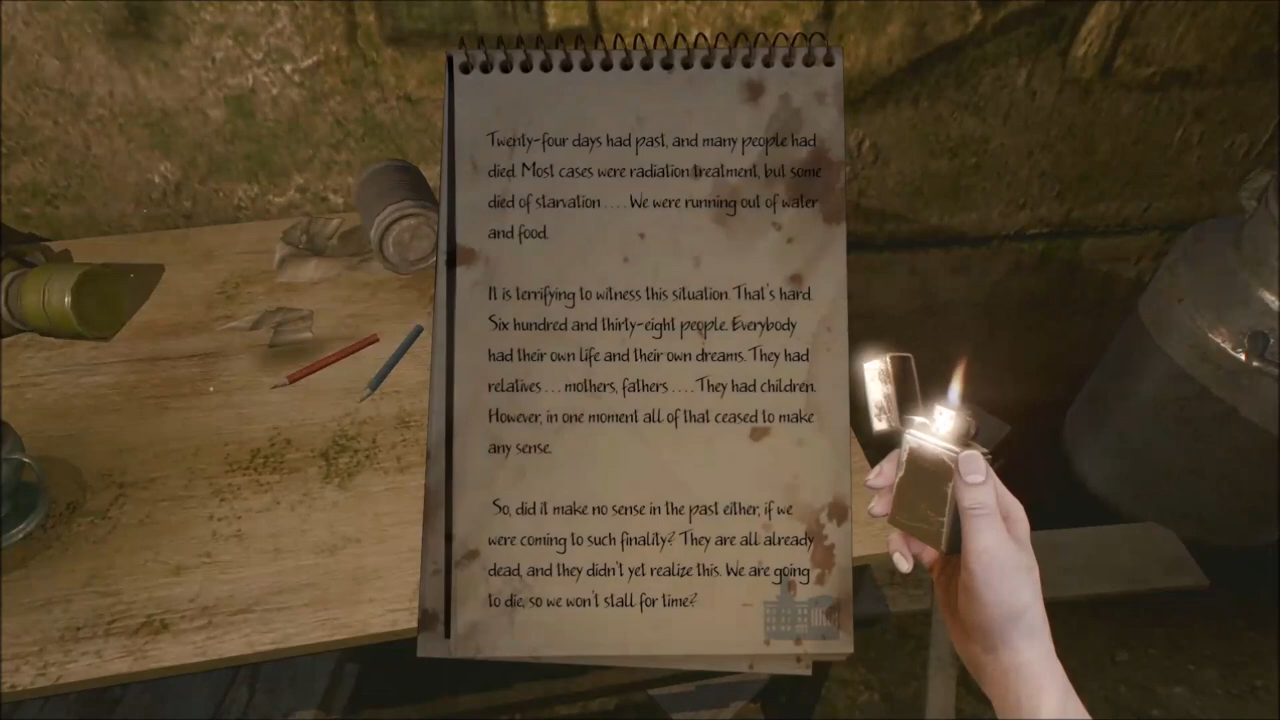 Twenty-four days had past, and many people had
died. Most cases were radiation treatment, but some
died of starvation .... We were running out of water
and food.
It is terrifying to witness this situation. That's hard.
Six hundred and thirty-eight people. Everybody
had their own life and their own dreams. They had
relatives ... mothers, fathers .... They had children.
However, in one moment all of that ceased to make
any sense.
So, did it make no sense in the past either, if we
were coming to such finality? They are all already
dead, and they didn't yet realize this. We are going
to die, so we won't stall for time?